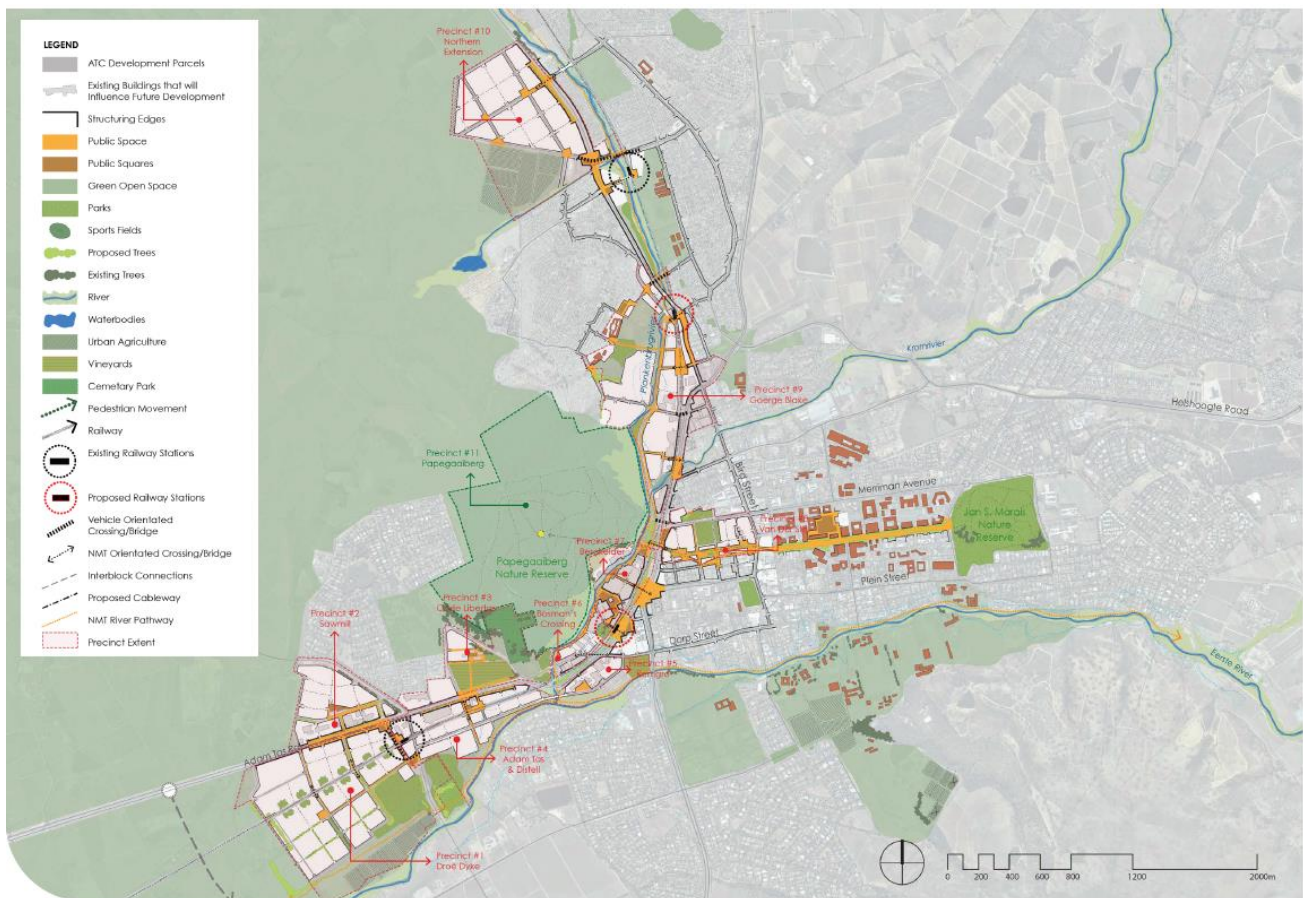 LEGEND
ATC Development Parcels
Existing Buildings that will
Influence Future Development
Structuring Edges
Public Space
Public Squares
Green Open Space
Parks
Sports Fields
Proposed Trees
Existing Trees
River
Waterbodies
Urban Agriculture
Vineyards
Cemetary Park
Pedestrian Movement
Railway
Existing Railway Stations
Proposed Railway Stations
Vehicle Orientated
Crossing/Bridge
NMT Orientated Crossing/Bridge
Interblock Connections
Proposed Cableway
NMT River Pathway
Precinct Extent
Precinct #10
Northern
Extension
Plankenbrugrivier
Kromrivier
Helshoogte Road
Precinct #9
Goerge Blake
Bird Street
Merriman Avenue
Precinct #11
Papegaaiberg
Papegaaiberg
Nature Reserve
Jan S. Marais
Nature
Reserve
Plein Street
Precinct #7
Bergkelder
Precinct #6
Bosman's
Crossing
Precinct #3
Libertas
Precinct #2
Sawmill
Dorp Street
Precinct #5
Eerste River
Adam Tas
Precinct #4
Adam Tas
& Distell
Precinct #1
Droë Dyke
0 200 400 600 800 1200 2000m